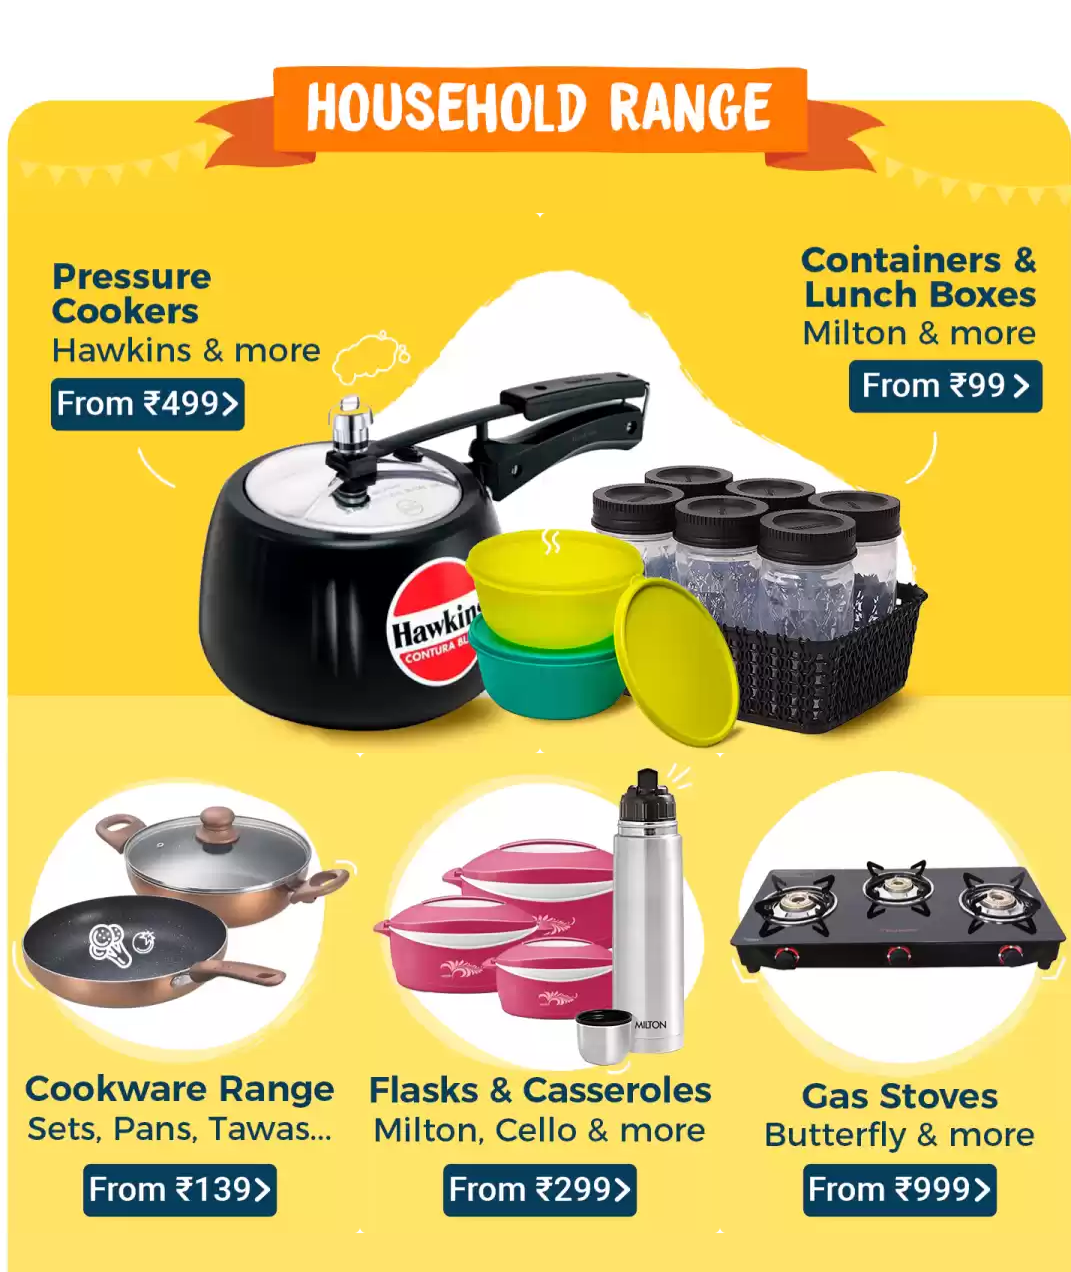 HOUSEHOLD RANGE
Pressure
Cookers
Hawkins & more
From ₹499>
Containers &
Lunch Boxes
Milton & more
From ₹99 >
Hawkins
CONTURA
MILTON
Cookware Range
Sets, Pans, Tawas...
From ₹139>
Flasks & Casseroles
Milton, Cello & more
From ₹299>
Gas Stoves
Butterfly & more
From ₹999>